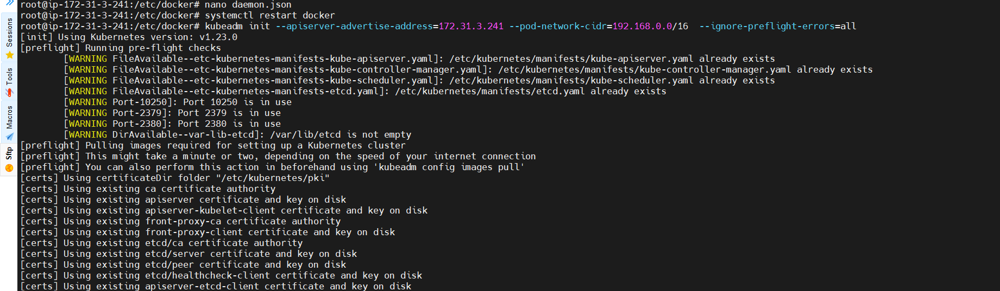 root@ip-172-31-3-241:/etc/docker# nano daemon.json
root@ip-172-31-3-241:/etc/docker# systemctl restart docker
root@ip-172-31-3-241:/etc/docker# kubeadm init --apiserver-advertise-address=172.31.3.241 --pod-network-cidr=192.168.0.0/16  --ignore-preflight-errors=all
[init] Using Kubernetes version: v1.23.0
[preflight] Running pre-flight checks
        [WARNING FileAvailable--etc-kubernetes-manifests-kube-apiserver.yaml]: /etc/kubernetes/manifests/kube-apiserver.yaml already exists
        [WARNING FileAvailable--etc-kubernetes-manifests-kube-controller-manager.yaml]: /etc/kubernetes/manifests/kube-controller-manager.yaml already exists
        [WARNING FileAvailable--etc-kubernetes-manifests-kube-scheduler.yaml]: /etc/kubernetes/manifests/kube-scheduler.yaml already exists
        [WARNING FileAvailable--etc-kubernetes-manifests-etcd.yaml]: /etc/kubernetes/manifests/etcd.yaml already exists
        [WARNING Port-10250]: Port 10250 is in use
        [WARNING Port-2379]: Port 2379 is in use
        [WARNING Port-2380]: Port 2380 is in use
        [WARNING DirAvailable--var-lib-etcd]: /var/lib/etcd is not empty
[preflight] Pulling images required for setting up a Kubernetes cluster
[preflight] This might take a minute or two, depending on the speed of your internet connection
[preflight] You can also perform this action in beforehand using 'kubeadm config images pull'
[certs] Using certificateDir folder "/etc/kubernetes/pki"
[certs] Using existing ca certificate authority
[certs] Using existing apiserver certificate and key on disk
[certs] Using existing apiserver-kubelet-client certificate and key on disk
[certs] Using existing front-proxy-ca certificate authority
[certs] Using existing front-proxy-client certificate and key on disk
[certs] Using existing etcd/ca certificate authority
[certs] Using existing etcd/server certificate and key on disk
[certs] Using existing etcd/peer certificate and key on disk
[certs] Using existing etcd/healthcheck-client certificate and key on disk
[certs] Using existing apiserver-etcd-client certificate and key on disk
Sessions
Tools
Macros
Sftp